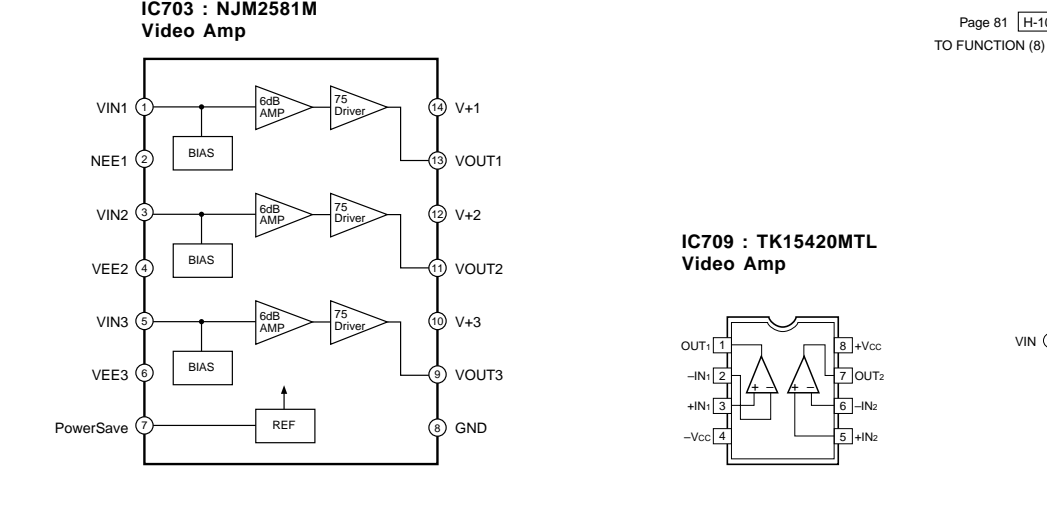 IC703 : NJM2581M
Video Amp
Page 81 H-10
TO FUNCTION (8)
VIN1 1 6dB AMP 75 Driver 14 V+1
NEE1 2 BIAS 13 VOUT1
VIN2 3 6dB AMP 75 Driver 12 V+2
VEE2 4 BIAS 11 VOUT2
VIN3 5 6dB AMP 75 Driver 10 V+3
VEE3 6 BIAS 9 VOUT3
PowerSave 7 REF 8 GND
IC709 : TK15420MTL
Video Amp
OUT1 1 8 +VCC
–IN1 2 + – + – 7 OUT2
+IN1 3 6 –IN2
–VCC 4 5 +IN2
VIN